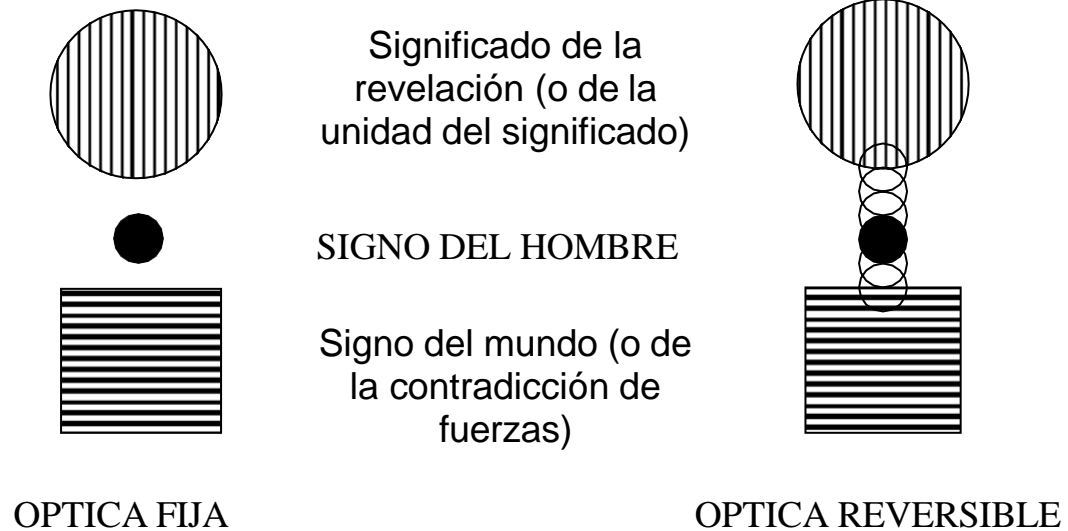 Significado de la
revelación (o de la
unidad del significado)
SIGNO DEL HOMBRE
Signo del mundo (o de
la contradicción de
fuerzas)
OPTICA FIJA
OPTICA REVERSIBLE